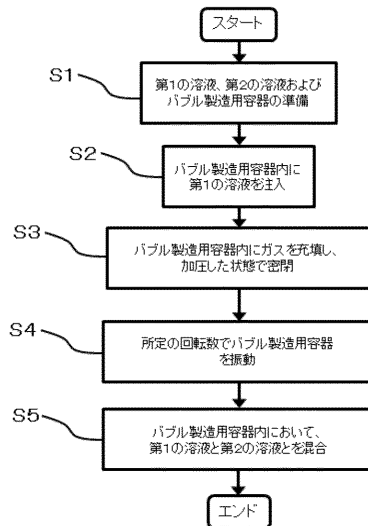 スタート
S1
第1の溶液、第2の溶液および
バブル製造用容器の準備
S2
バブル製造用容器内に
第1の溶液を注入
S3
バブル製造用容器内にガスを充填し、
加圧した状態で密閉
S4
所定の回転数でバブル製造用容器
を振動
S5
バブル製造用容器内において、
第1の溶液と第2の溶液とを混合
エンド